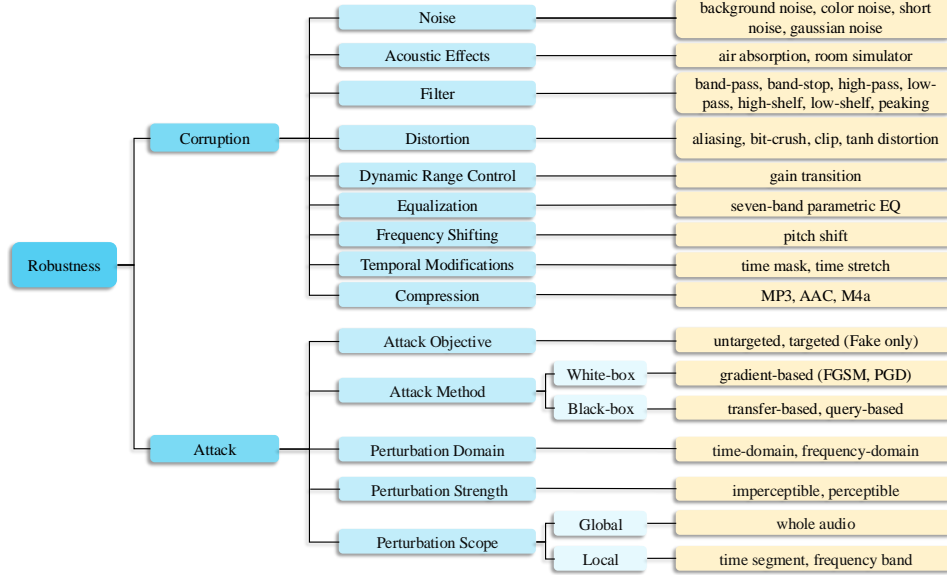 Robustness
Corruption
Noise
background noise, color noise, short
noise, gaussian noise
Acoustic Effects
air absorption, room simulator
Filter
band-pass, band-stop, high-pass, low-
pass, high-shelf, low-shelf, peaking
Distortion
aliasing, bit-crush, clip, tanh distortion
Dynamic Range Control
gain transition
Equalization
seven-band parametric EQ
Frequency Shifting
pitch shift
Temporal Modifications
time mask, time stretch
Compression
MP3, AAC, M4a
Attack
Attack Objective
untargeted, targeted (Fake only)
Attack Method
White-box
gradient-based (FGSM, PGD)
Black-box
transfer-based, query-based
Perturbation Domain
time-domain, frequency-domain
Perturbation Strength
imperceptible, perceptible
Perturbation Scope
Global
whole audio
Local
time segment, frequency band